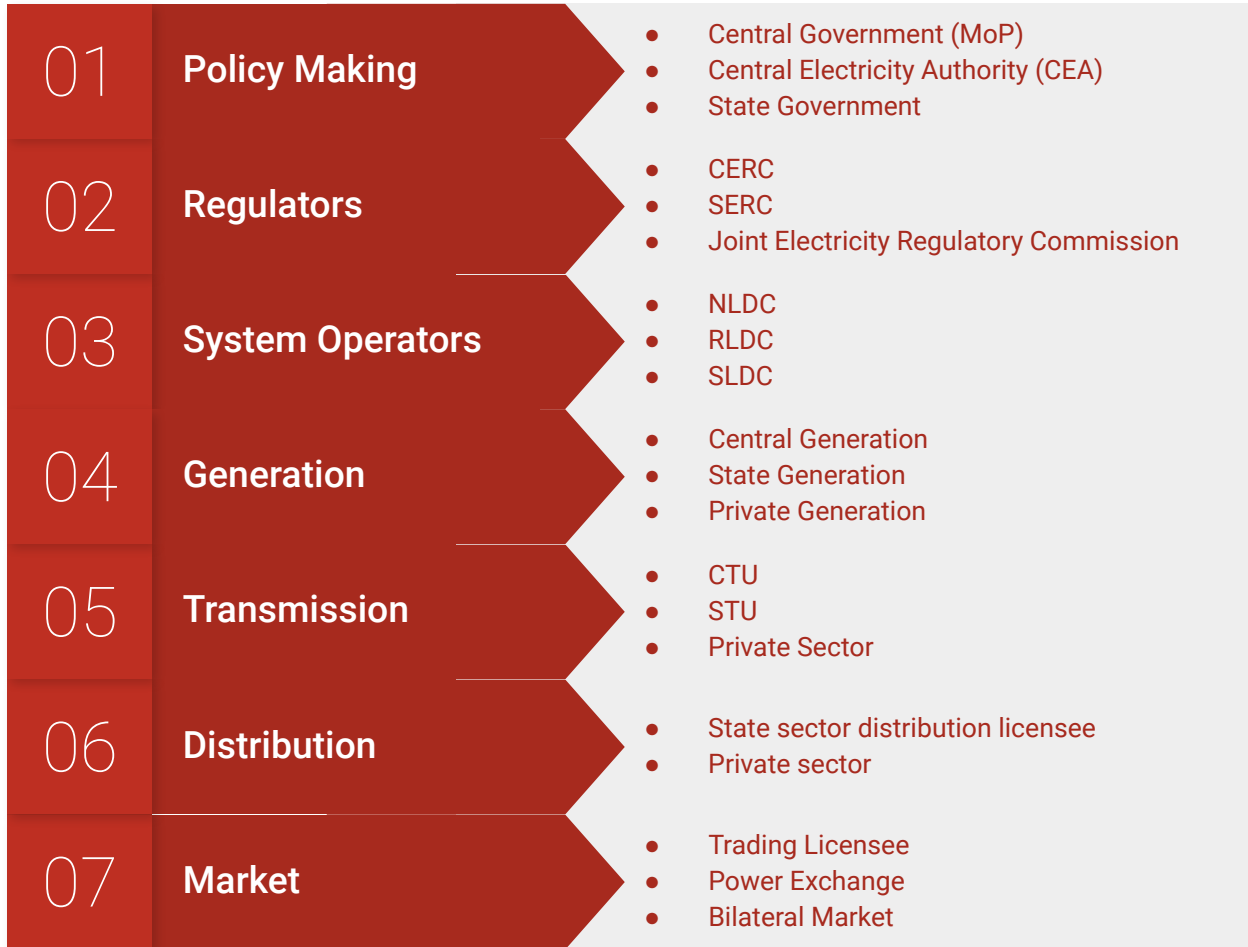 01
Policy Making
● Central Government (MoP)
● Central Electricity Authority (CEA)
● State Government
02
Regulators
● CERC
● SERC
● Joint Electricity Regulatory Commission
03
System Operators
● NLDC
● RLDC
● SLDC
04
Generation
● Central Generation
● State Generation
● Private Generation
05
Transmission
● CTU
● STU
● Private Sector
06
Distribution
● State sector distribution licensee
● Private sector
07
Market
● Trading Licensee
● Power Exchange
● Bilateral Market